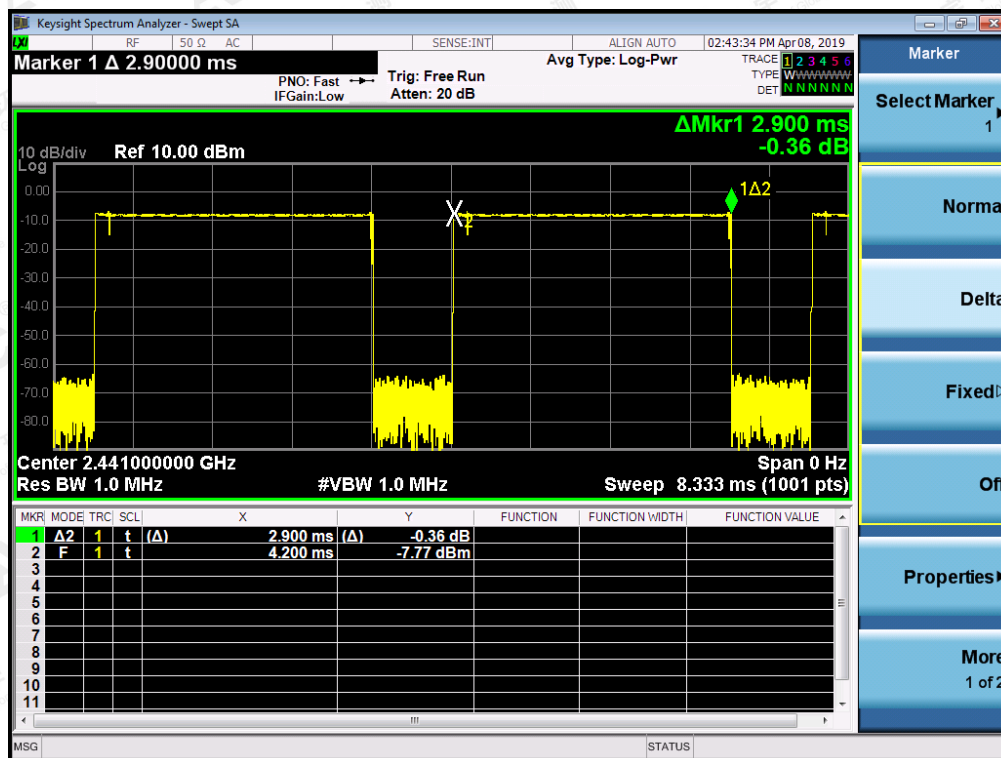 Keysight Spectrum Analyzer - Swept SA
LXI RF 50 Ω AC SENSE:INT ALIGN AUTO 02:43:34 PM Apr 08, 2019
Marker 1 Δ 2.90000 ms
PNO: Fast
IFGain:Low
Trig: Free Run
Atten: 20 dB
Avg Type: Log-Pwr
TRACE 1 2 3 4 5 6
TYPE WWWWWW
DET N N N N N N
ΔMkr1 2.900 ms
-0.36 dB
10 dB/div Ref 10.00 dBm
Log
0.00
-10.0
-20.0
-30.0
-40.0
-50.0
-60.0
-70.0
-80.0
X2
1Δ2
Center 2.441000000 GHz Span 0 Hz
Res BW 1.0 MHz #VBW 1.0 MHz Sweep 8.333 ms (1001 pts)
MKR MODE TRC SCL X Y FUNCTION FUNCTION WIDTH FUNCTION VALUE
1 Δ2 1 t (Δ) 2.900 ms (Δ) -0.36 dB
2 F 1 t 4.200 ms -7.77 dBm
3
4
5
6
7
8
9
10
11
MSG STATUS
Marker
Select Marker
1
Norma
Delta
Fixed
Off
Properties
More
1 of 2